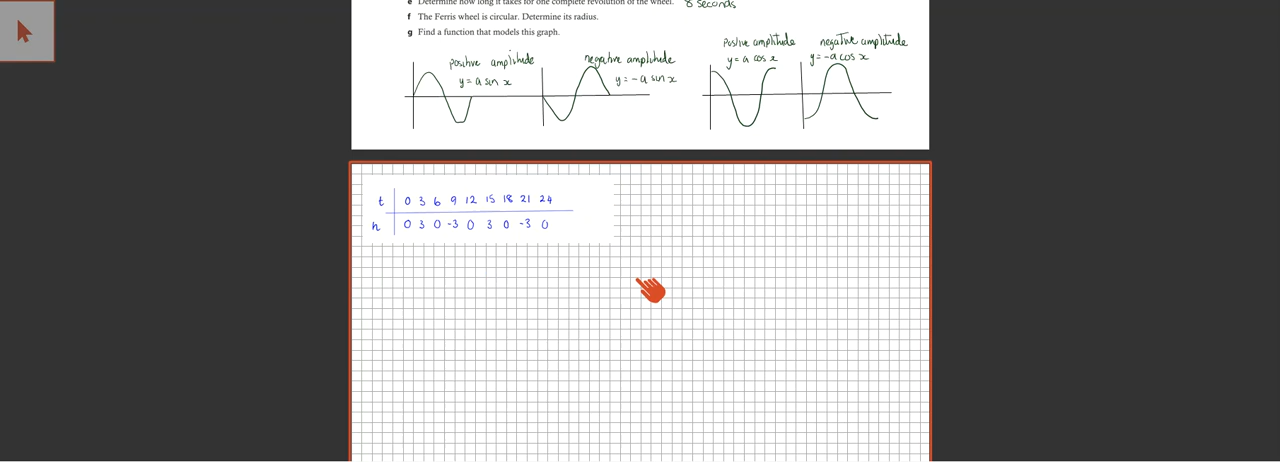 e Determine how long it takes for one complete revolution of the wheel. 8 seconds
f The Ferris wheel is circular. Determine its radius.
g Find a function that models this graph.
positive amplitude
y = a sin x
negative amplitude
y = -a sin x
Positive amplitude
y = a cos x
negative amplitude
y = -a cos x
t 0 3 6 9 12 15 18 21 24
h 0 3 0 -3 0 3 0 -3 0